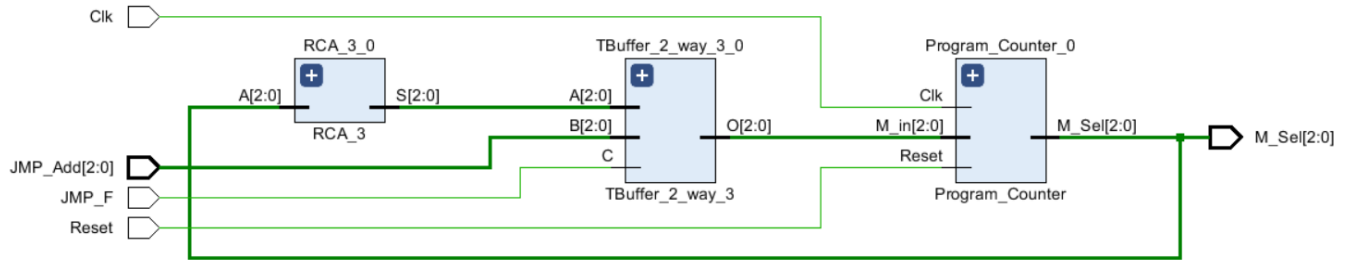 Clk
RCA_3_0
TBuffer_2_way_3_0
Program_Counter_0
A[2:0]
S[2:0]
A[2:0]
Clk
RCA_3
B[2:0]
O[2:0]
M_in[2:0]
M_Sel[2:0]
M_Sel[2:0]
JMP_Add[2:0]
C
Reset
JMP_F
TBuffer_2_way_3
Program_Counter
Reset